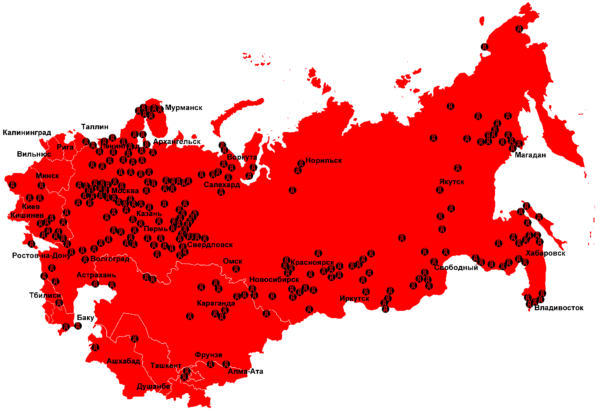 Мурманск
Калининград
Таллин
Архангельск
Рига
Вильнюс
Воркута
Норильск
Магадан
Минск
Салехард
Якутск
Москва
Киев
Казань
Кишинев
Пермь
Свердловск
Ростов-на-Дону
Волгоград
Омск
Красноярск
Хабаровск
Свободный
Астрахань
Новосибирск
Иркутск
Тбилиси
Караганда
Владивосток
Баку
Фрунзе
Ашхабад
Ташкент
Алма-Ата
Душанбе